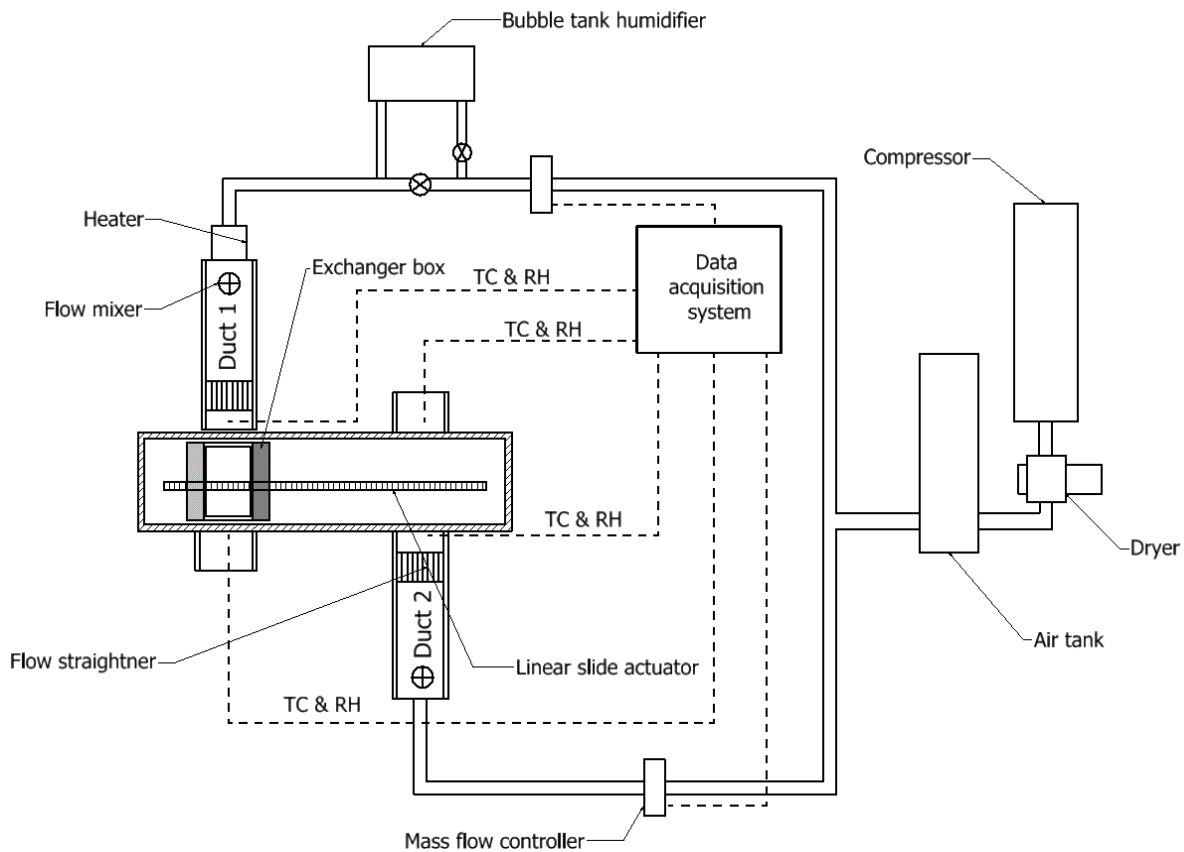 Bubble tank humidifier
Compressor
Heater
Exchanger box
TC & RH
Data
acquisition
system
Flow mixer
Duct 1
TC & RH
TC & RH
Dryer
Duct 2
Air tank
Flow straightner
Linear slide actuator
TC & RH
Mass flow controller